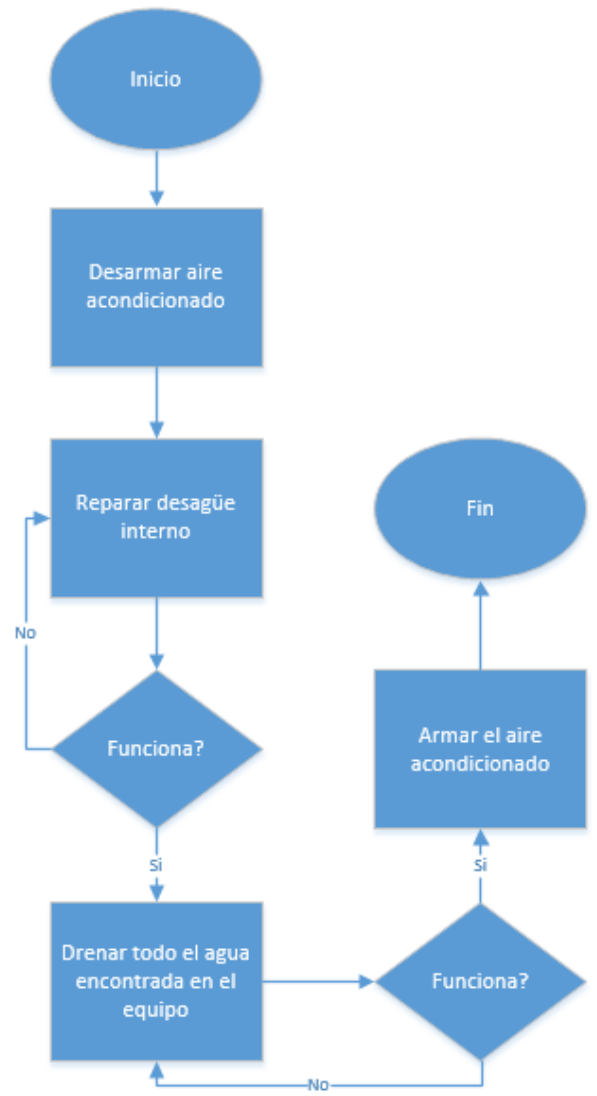 Inicio
Desarmar aire
acondicionado
Reparar desagüe
interno
No
Funciona?
Si
Drenar todo el agua
encontrada en el
equipo
Funciona?
No
Si
Armar el aire
acondicionado
Fin